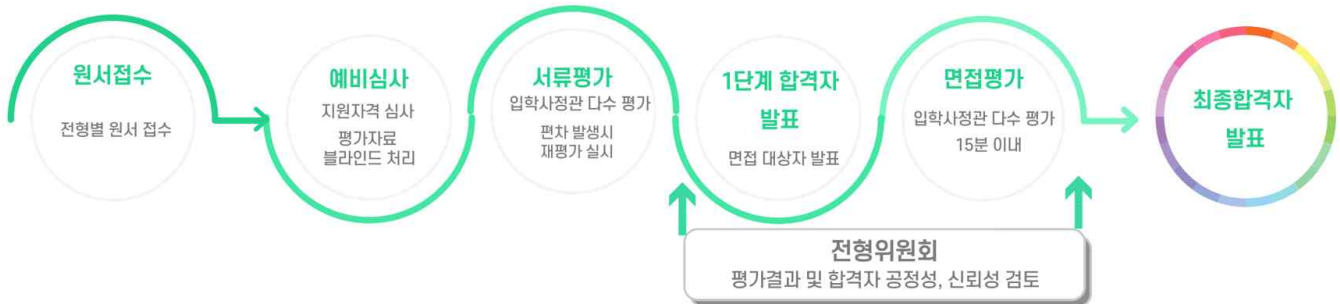 원서접수
전형별 원서 접수
예비심사
지원자격 심사
평가자료
블라인드 처리
서류평가
입학사정관 다수 평가
편차 발생시
재평가 실시
1단계 합격자
발표
면접 대상자 발표
면접평가
입학사정관 다수 평가
15분 이내
최종합격자
발표
전형위원회
평가결과 및 합격자 공정성, 신뢰성 검토